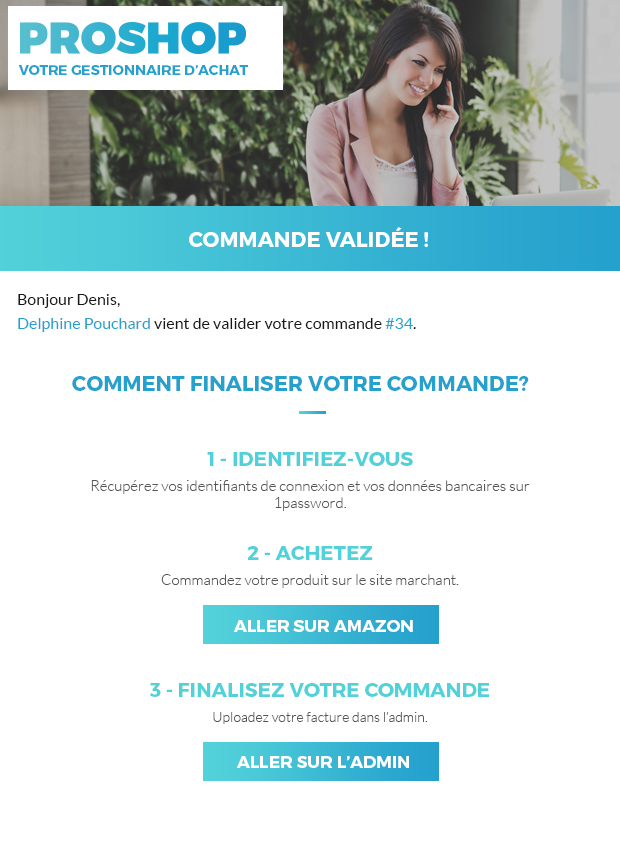 PROSHOP
VOTRE GESTIONNAIRE D'ACHAT
COMMANDE VALIDÉE !
Bonjour Denis,
Delphine Pouchard vient de valider votre commande #34.
COMMENT FINALISER VOTRE COMMANDE?
1 - IDENTIFIEZ-VOUS
Récupérez vos identifiants de connexion et vos données bancaires sur
1password.
2 - ACHETEZ
Commandez votre produit sur le site marchant.
ALLER SUR AMAZON
3 - FINALISEZ VOTRE COMMANDE
Uploadez votre facture dans l'admin.
ALLER SUR L'ADMIN